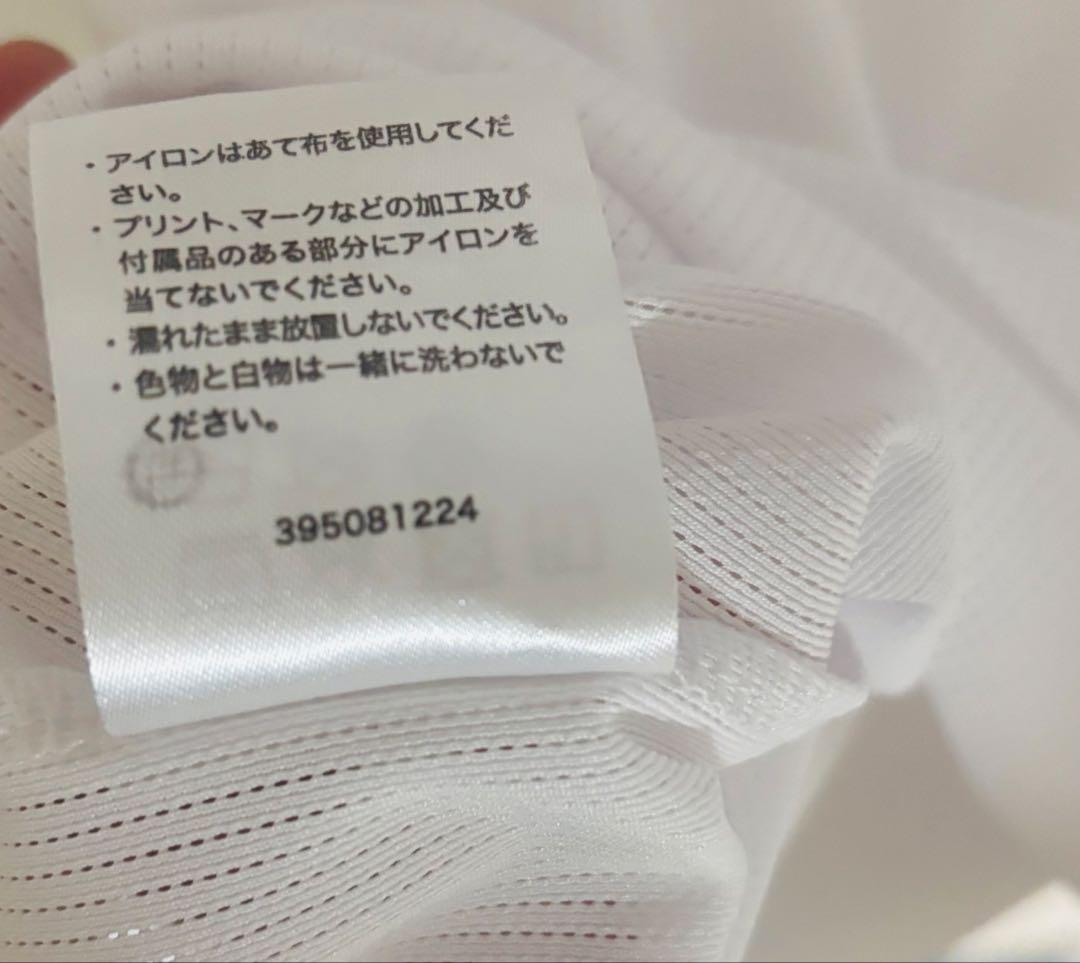 ・アイロンはあて布を使用してくだ
さい。
・プリント、マークなどの加工及び
付属品のある部分にアイロンを
当てないでください。
・濡れたまま放置しないでください。
・色物と白物は一緒に洗わないで
ください。
395081224